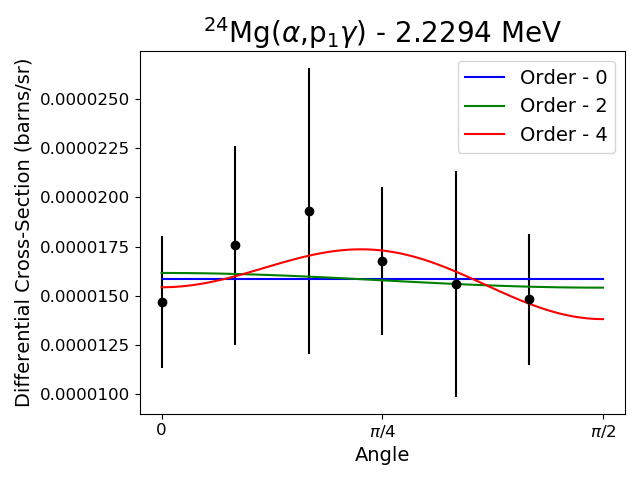 ²⁴Mg(α,p₁γ) - 2.2294 MeV
Differential Cross-Section (barns/sr)
0.0000250
0.0000225
0.0000200
0.0000175
0.0000150
0.0000125
0.0000100
Order - 0
Order - 2
Order - 4
0
π/4
π/2
Angle